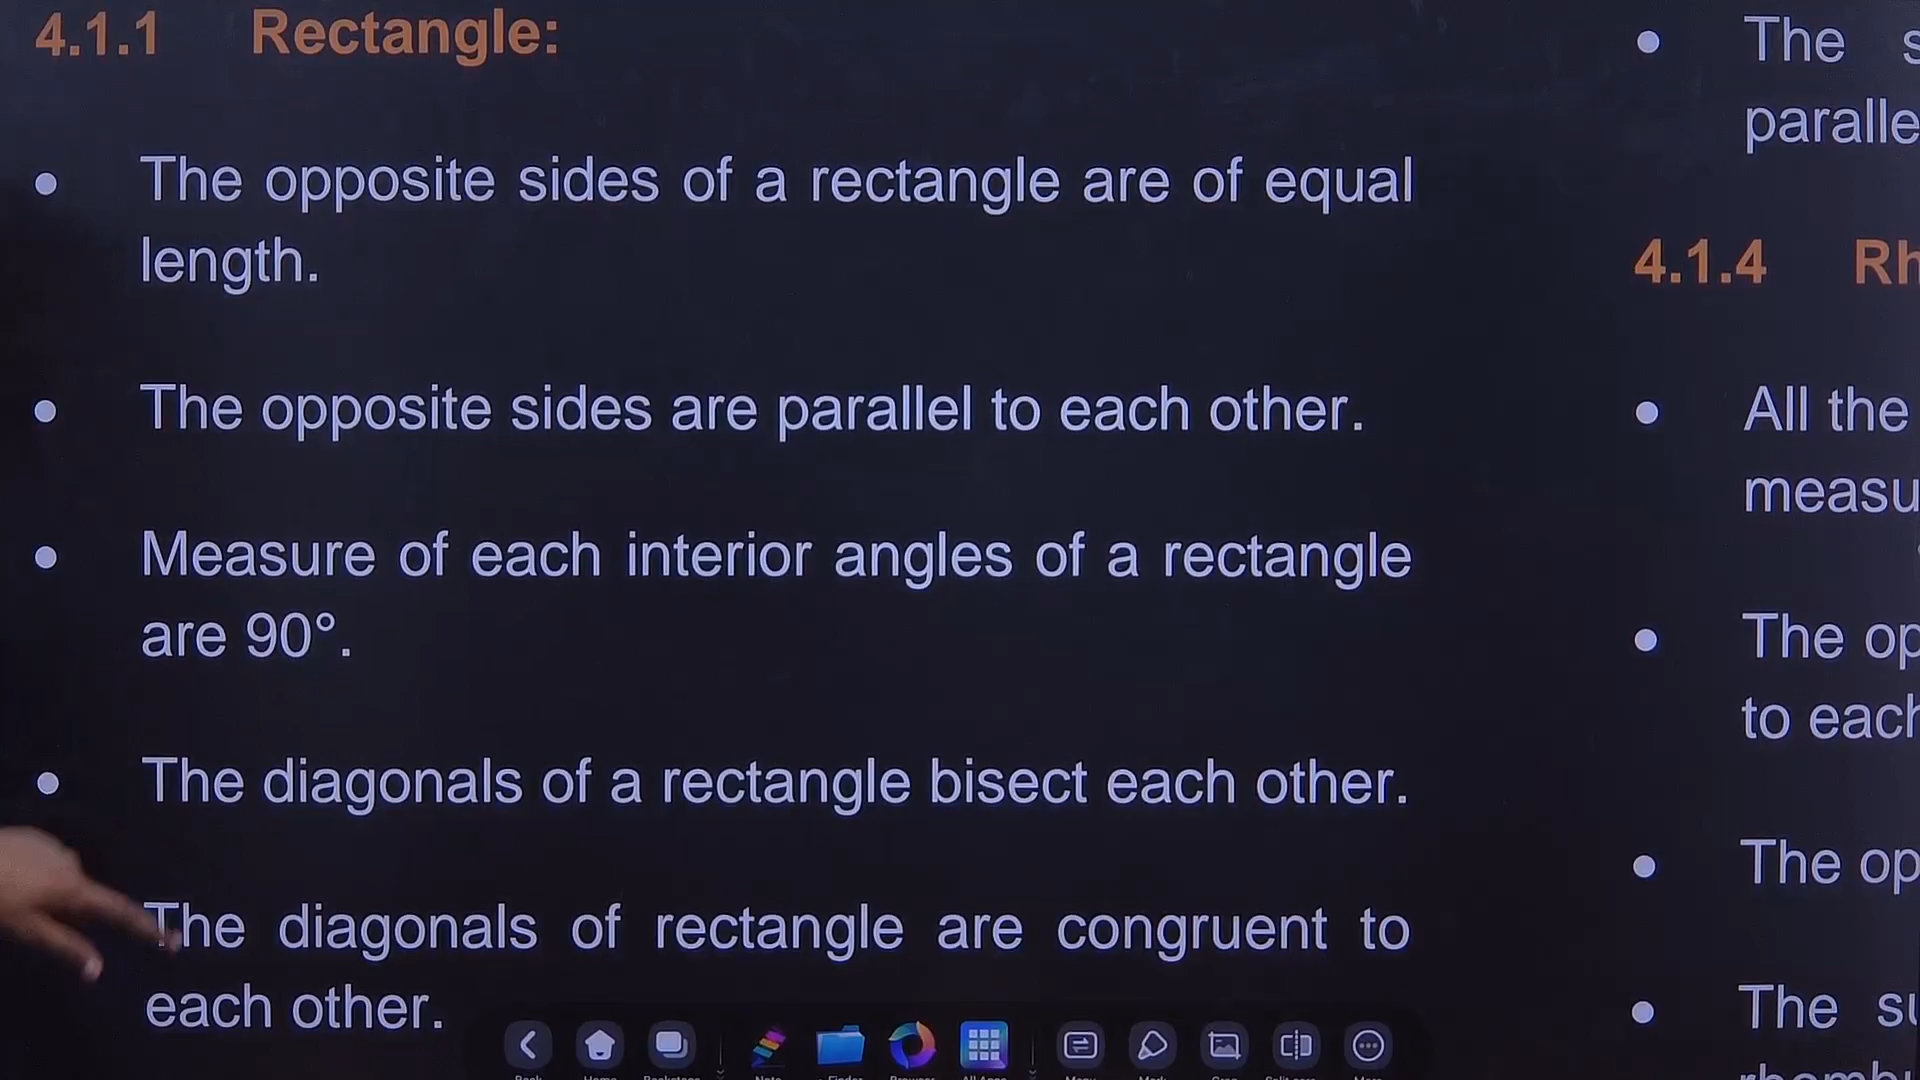 4.1.1 Rectangle:
• The opposite sides of a rectangle are of equal
length.
• The opposite sides are parallel to each other.
• Measure of each interior angles of a rectangle
are 90°.
• The diagonals of a rectangle bisect each other.
The diagonals of rectangle are congruent to
each other.
• The
4.1.4
• All the
• The
to
• The
• The